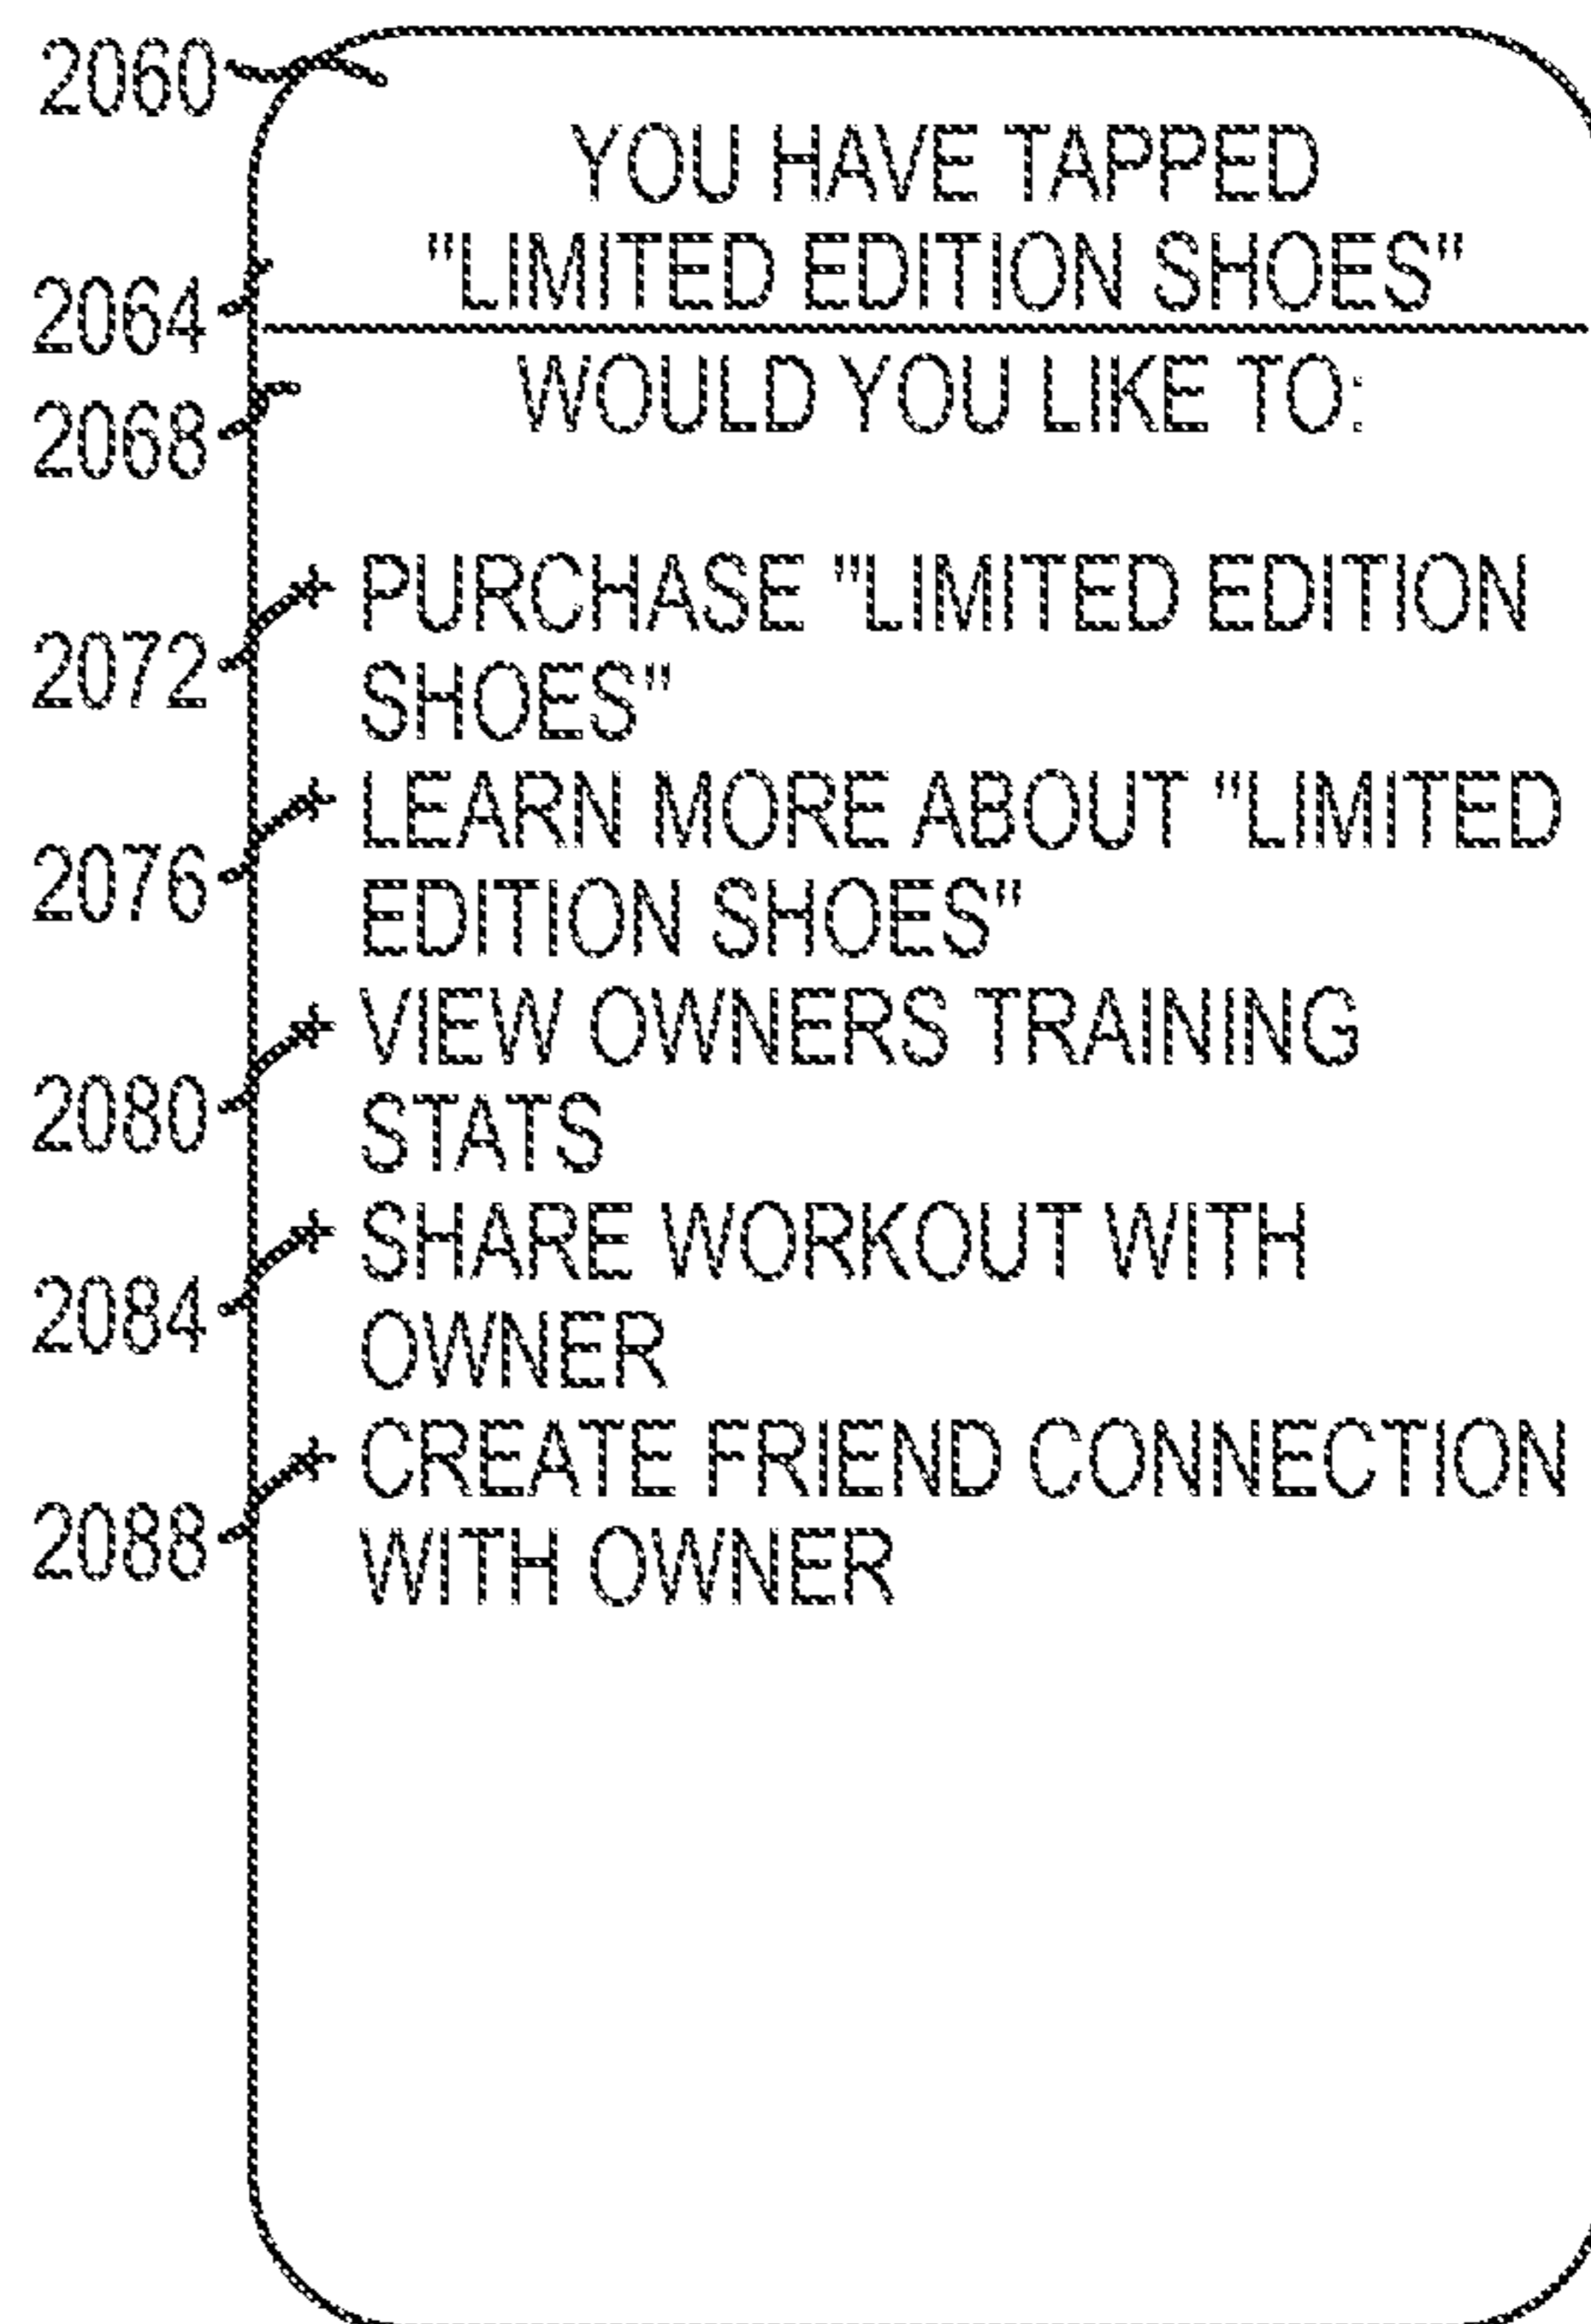 2060
YOU HAVE TAPPED
"LIMITED EDITION SHOES"
2064
WOULD YOU LIKE TO:
2068
* PURCHASE "LIMITED EDITION
2072
SHOES"
* LEARN MORE ABOUT "LIMITED
2076
EDITION SHOES"
* VIEW OWNERS TRAINING
2080
STATS
* SHARE WORKOUT WITH
2084
OWNER
* CREATE FRIEND CONNECTION
2088
WITH OWNER